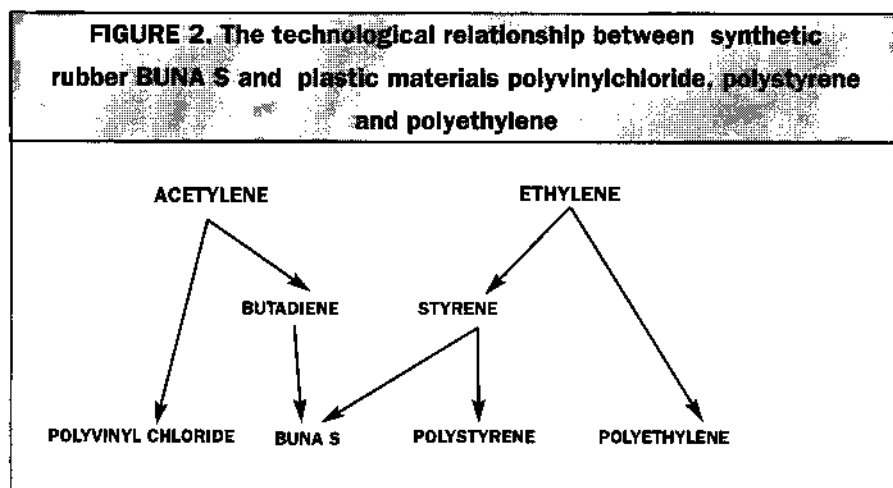 FIGURE 2. The technological relationship between synthetic
rubber BUNA S and plastic materials polyvinylchloride, polystyrene
and polyethylene
ACETYLENE ETHYLENE
BUTADIENE STYRENE
POLYVINYL CHLORIDE BUNA S POLYSTYRENE POLYETHYLENE